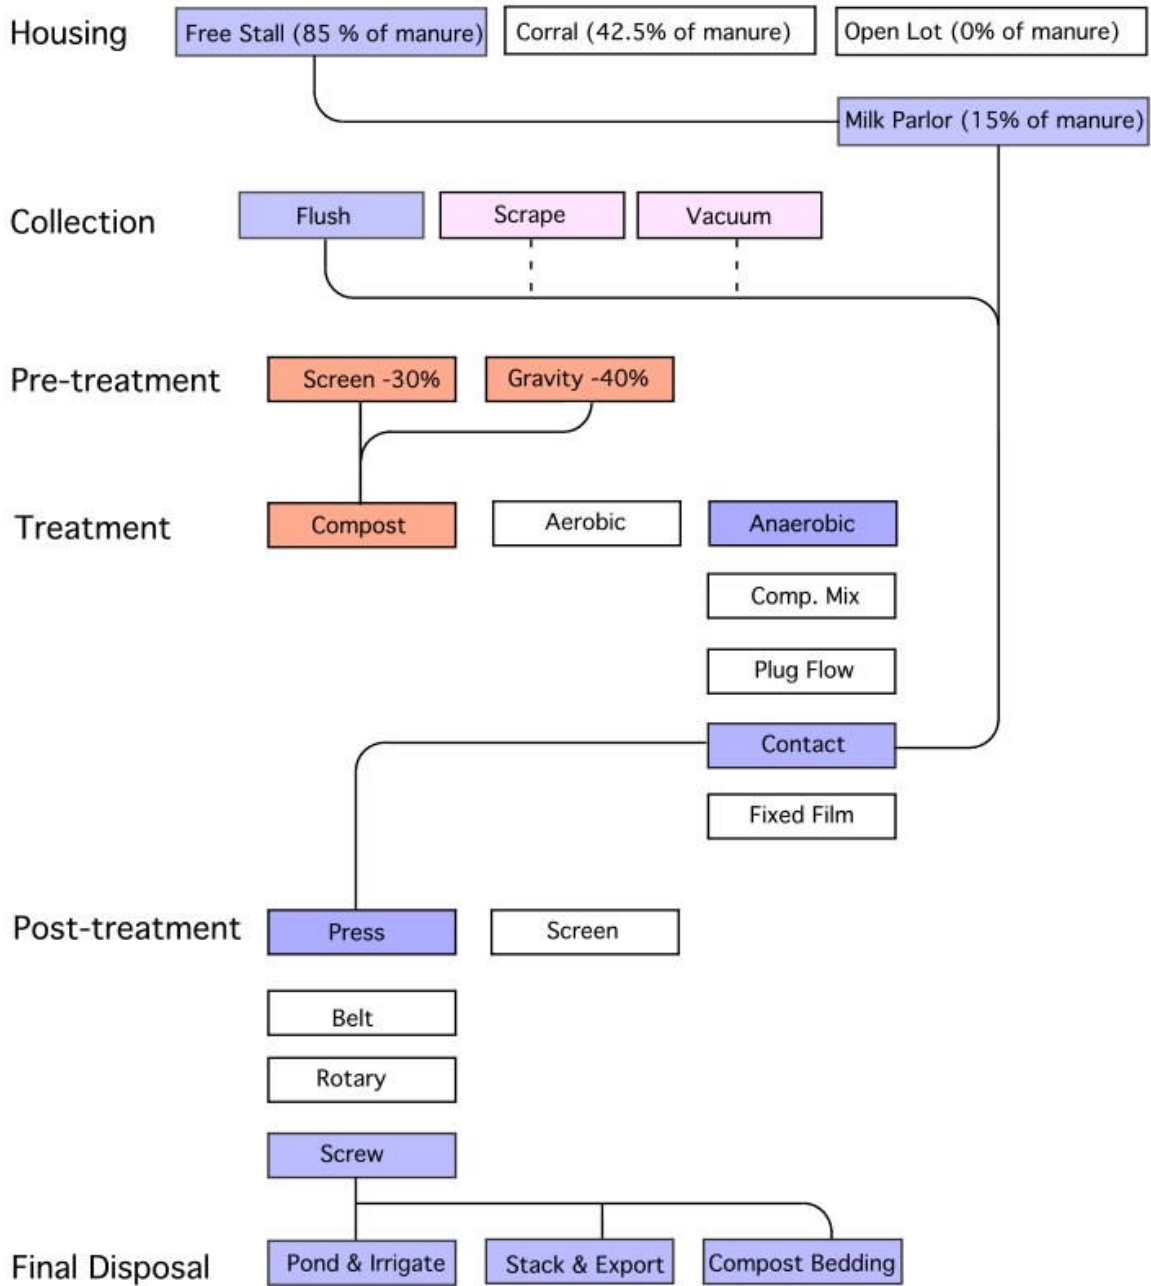 Housing
Free Stall (85 % of manure)
Corral (42.5% of manure)
Open Lot (0% of manure)
Milk Parlor (15% of manure)
Collection
Flush
Scrape
Vacuum
Pre-treatment
Screen -30%
Gravity -40%
Treatment
Compost
Aerobic
Anaerobic
Comp. Mix
Plug Flow
Contact
Fixed Film
Post-treatment
Press
Screen
Belt
Rotary
Screw
Final Disposal
Pond & Irrigate
Stack & Export
Compost Bedding